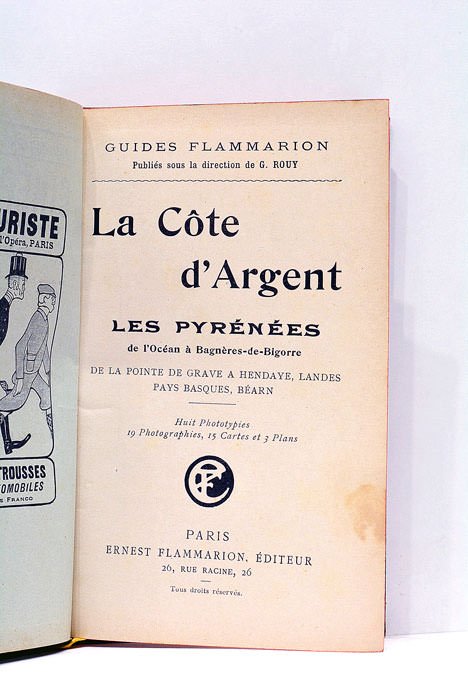 URISTE
l'Opéra, PARIS
TROUSSES
OMOBILES
FRANCO
GUIDES FLAMMARION
Publiés sous la direction de G. ROUY
La Côte
d'Argent
LES PYRÉNÉES
de l'Océan à Bagnères-de-Bigorre
DE LA POINTE DE GRAVE A HENDAYE, LANDES
PAYS BASQUES, BÉARN
Huit Phototypies
19 Photographies, 15 Cartes et 3 Plans
PARIS
ERNEST FLAMMARION, ÉDITEUR
26, RUE RACINE, 26
Tous droits réservés.